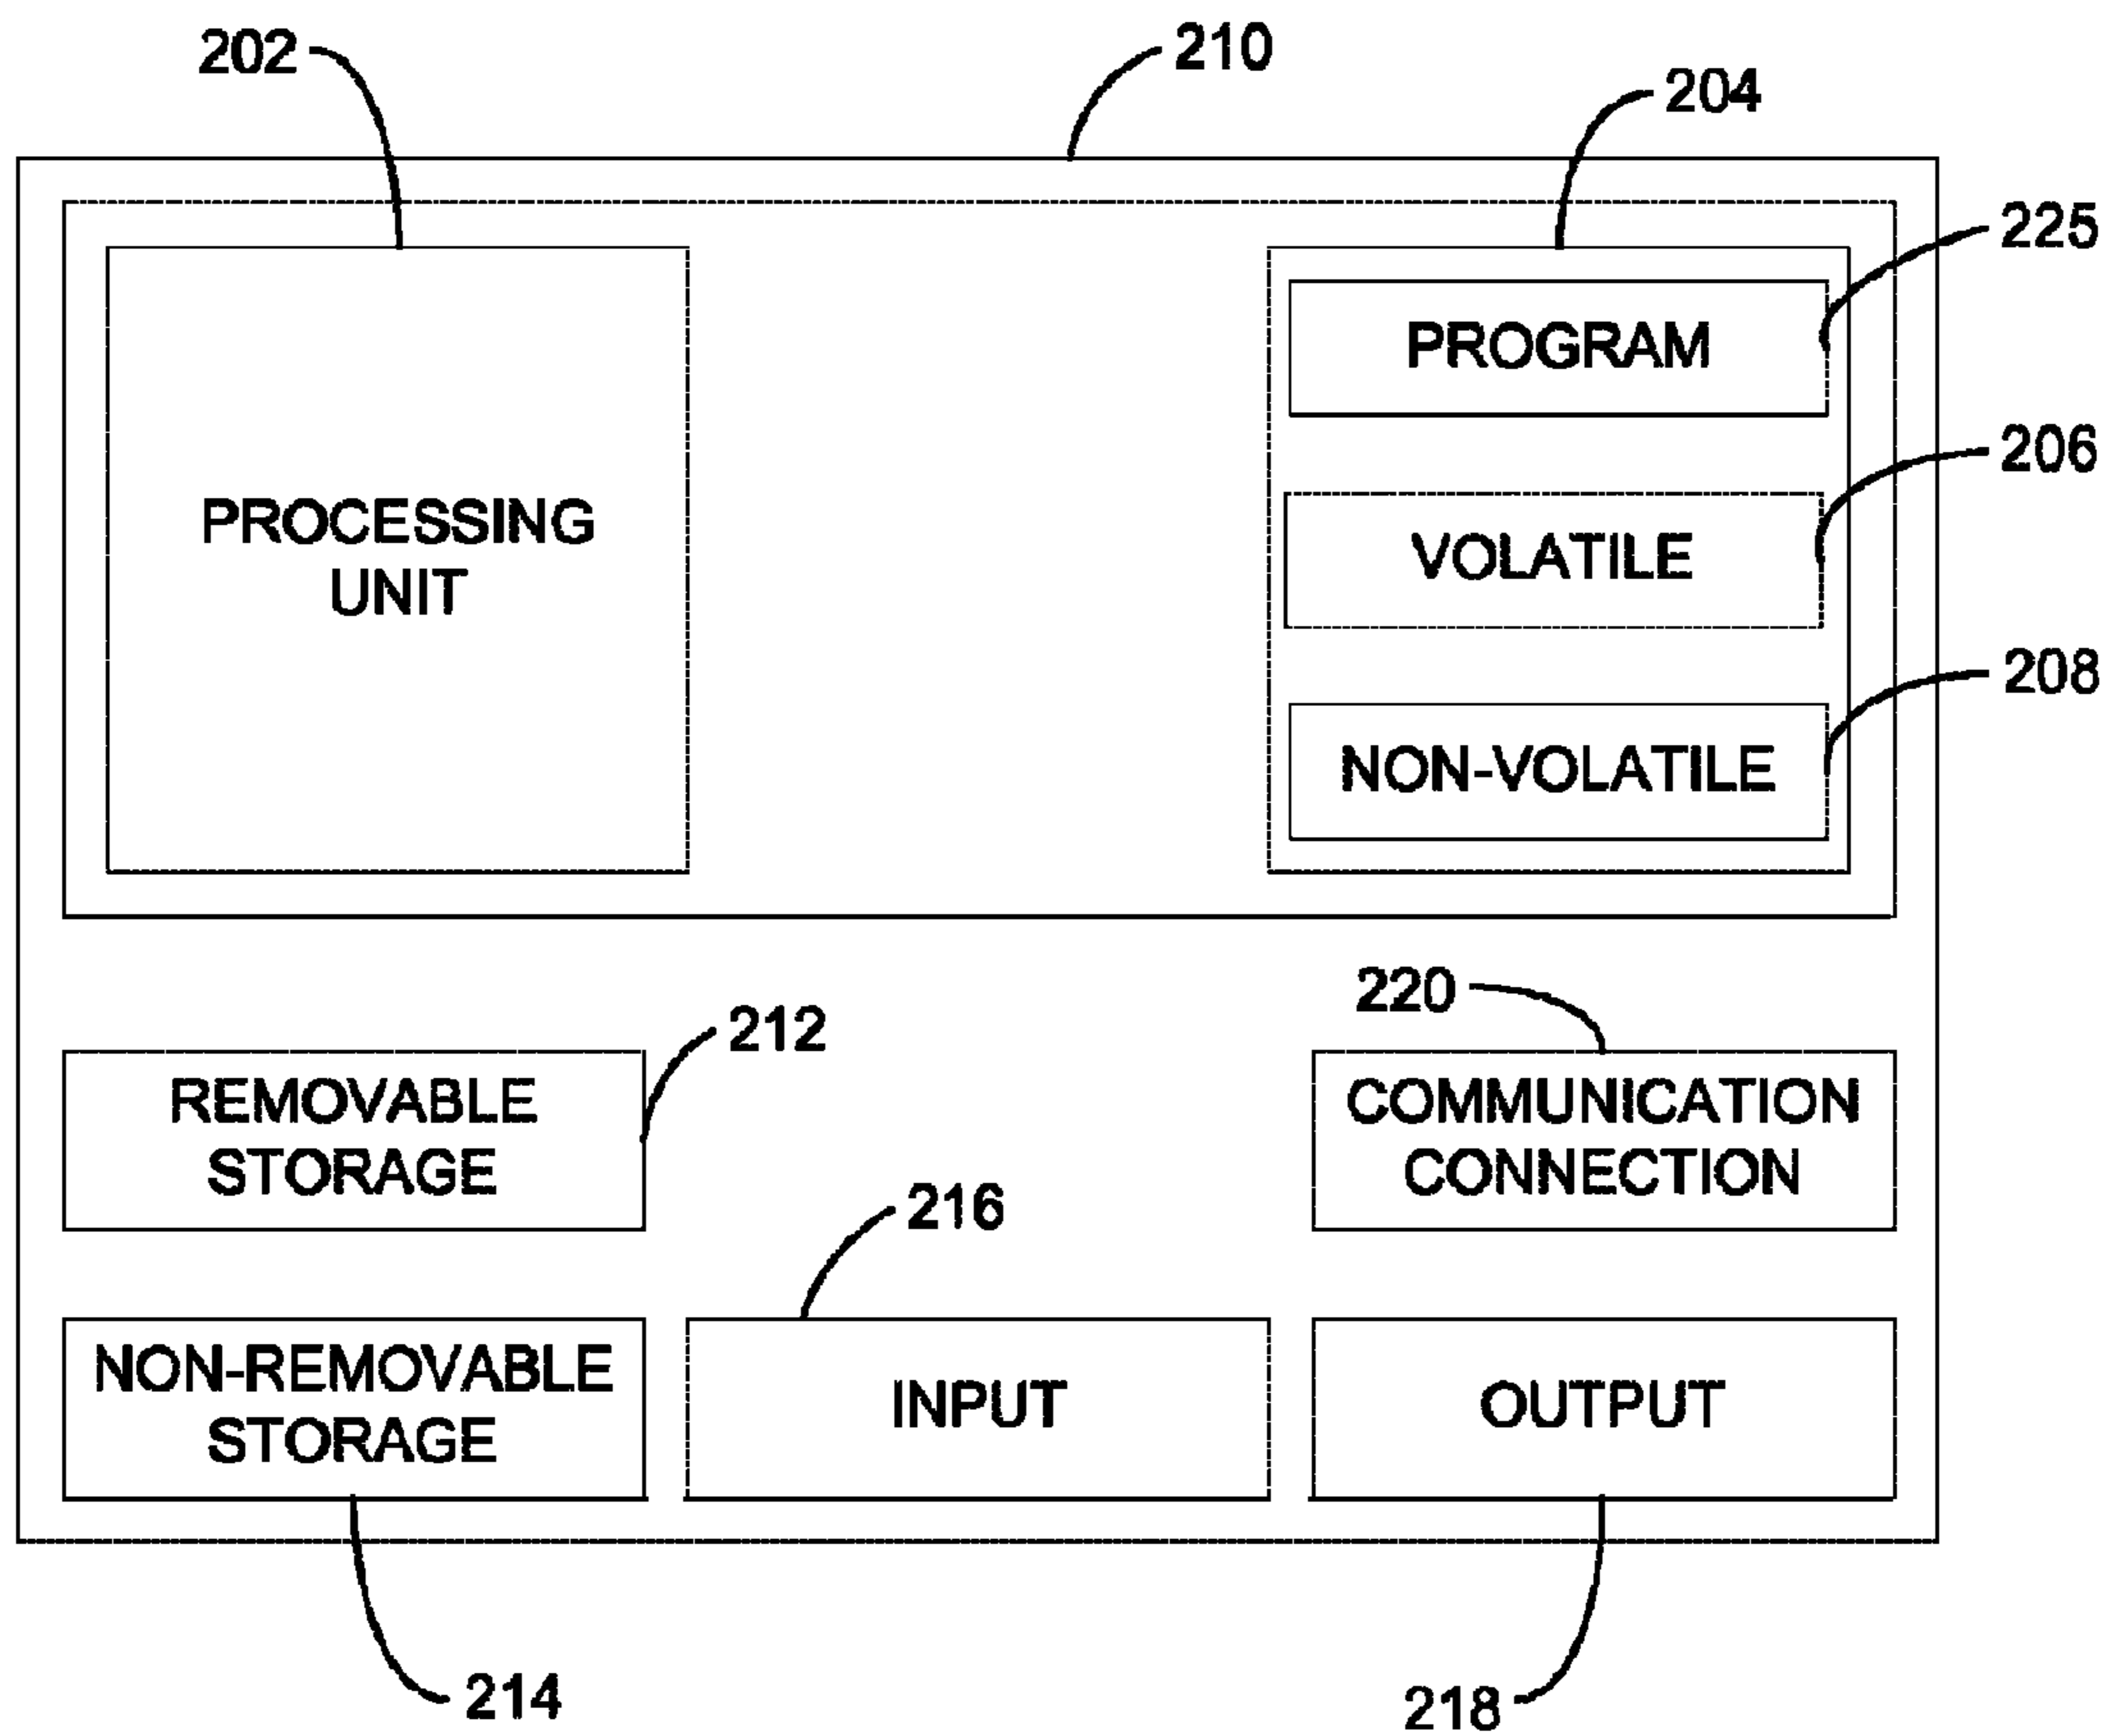 202
210
204
225
PROGRAM
206
PROCESSING
UNIT
VOLATILE
208
NON-VOLATILE
220
212
REMOVABLE
STORAGE
COMMUNICATION
CONNECTION
216
NON-REMOVABLE
STORAGE
INPUT
OUTPUT
214
218